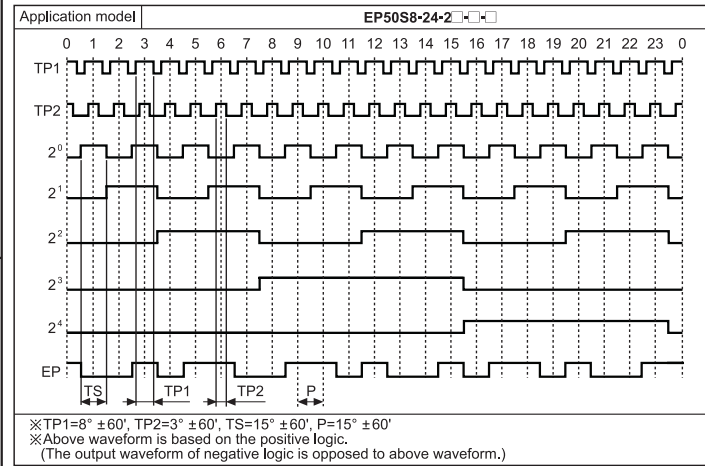 Application model EP50S8-24-2□-□-□
0 1 2 3 4 5 6 7 8 9 10 11 12 13 14 15 16 17 18 19 20 21 22 23 0
TP1
TP2
2⁰
2¹
2²
2³
2⁴
EP
TS TP1 TP2 P
※TP1=8° ±60', TP2=3° ±60', TS=15° ±60', P=15° ±60'
※Above waveform is based on the positive logic.
(The output waveform of negative logic is opposed to above waveform.)